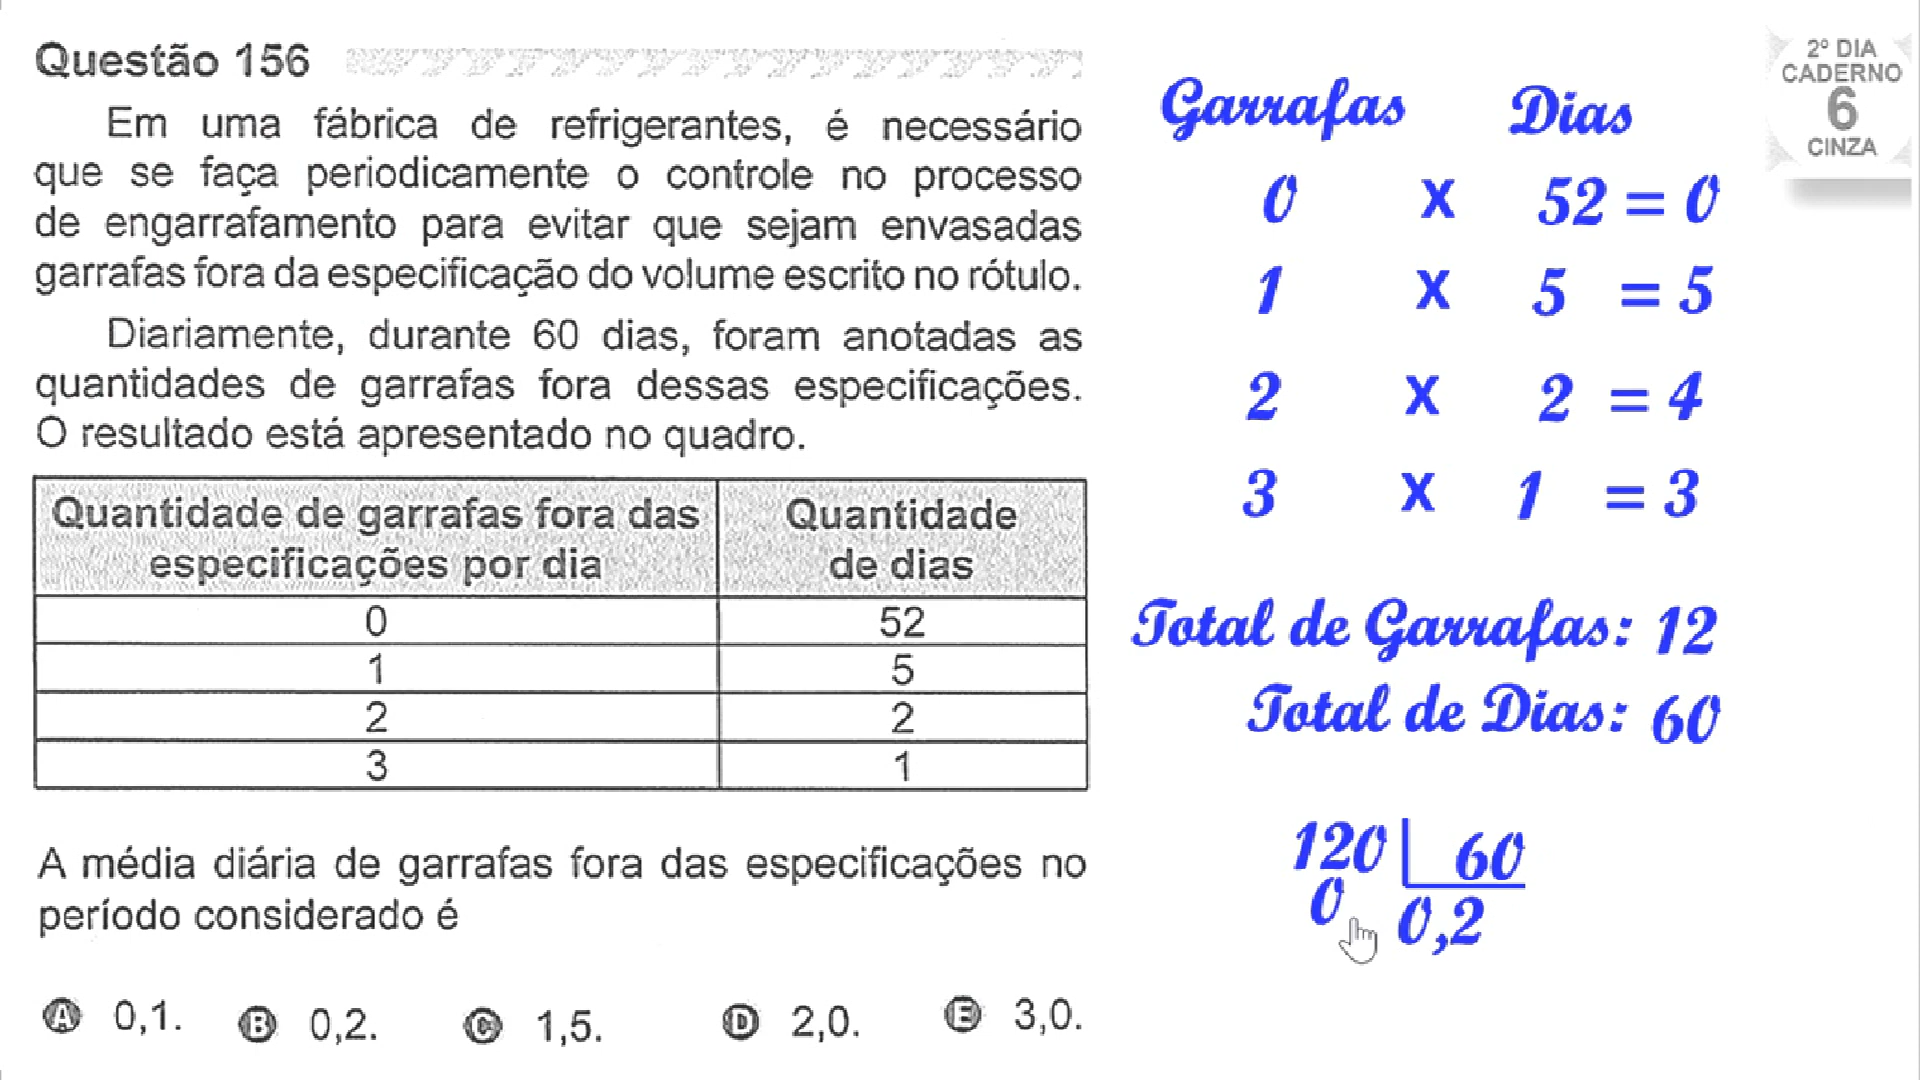 Questão 156
Em uma fábrica de refrigerantes, é necessário
que se faça periodicamente o controle no processo
de engarrafamento para evitar que sejam envasadas
garrafas fora da especificação do volume escrito no rótulo.
Diariamente, durante 60 dias, foram anotadas as
quantidades de garrafas fora dessas especificações.
O resultado está apresentado no quadro.
Quantidade de garrafas fora das
especificações por dia
Quantidade
de dias
0 52
1 5
2 2
3 1
A média diária de garrafas fora das especificações no
período considerado é
A 0,1.
B 0,2.
C 1,5.
D 2,0.
E 3,0.
Garrafas Dias
0 X 52 = 0
1 X 5 = 5
2 X 2 = 4
3 X 1 = 3
Total de Garrafas: 12
Total de Dias: 60
120 60
0 0,2
2º DIA
CADERNO
6
CINZA